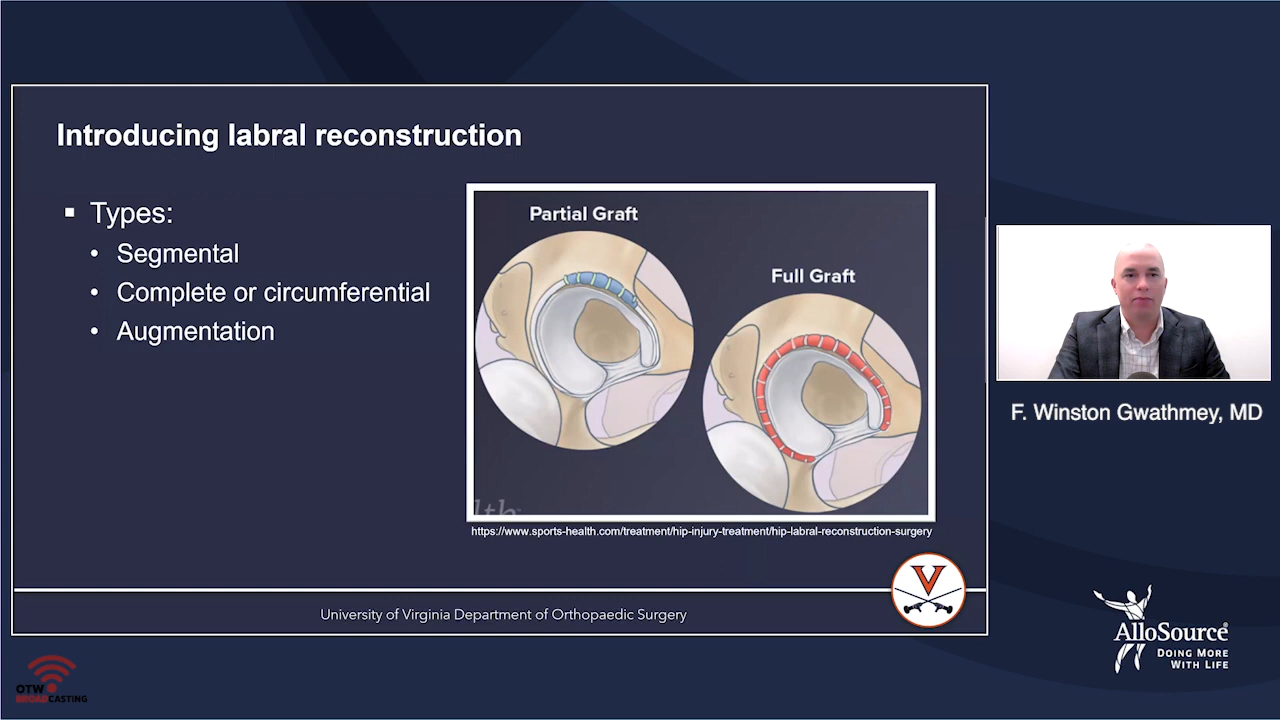 Introducing labral reconstruction
▪ Types:
• Segmental
• Complete or circumferential
• Augmentation
Partial Graft
Full Graft
https://www.sports-health.com/treatment/hip-injury-treatment/hip-labral-reconstruction-surgery
V
University of Virginia Department of Orthopaedic Surgery
F. Winston Gwathmey, MD
AlloSource®
DOING MORE
WITH LIFE
OTW
BROADCASTING